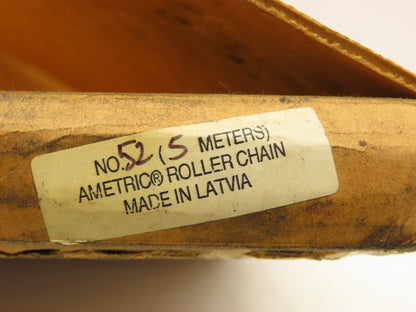 NO. 52 (5 METERS)
AMETRIC® ROLLER CHAIN
MADE IN LATVIA